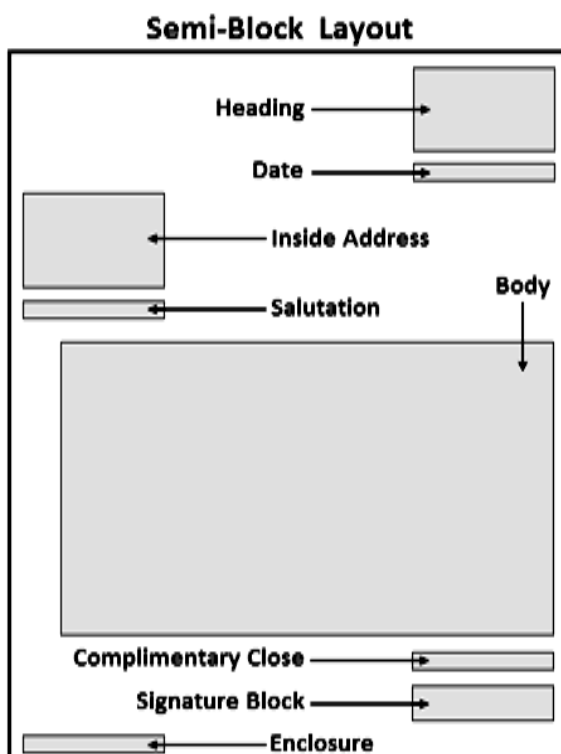 Semi-Block Layout
Heading
Date
Inside Address
Salutation
Body
Complimentary Close
Signature Block
Enclosure